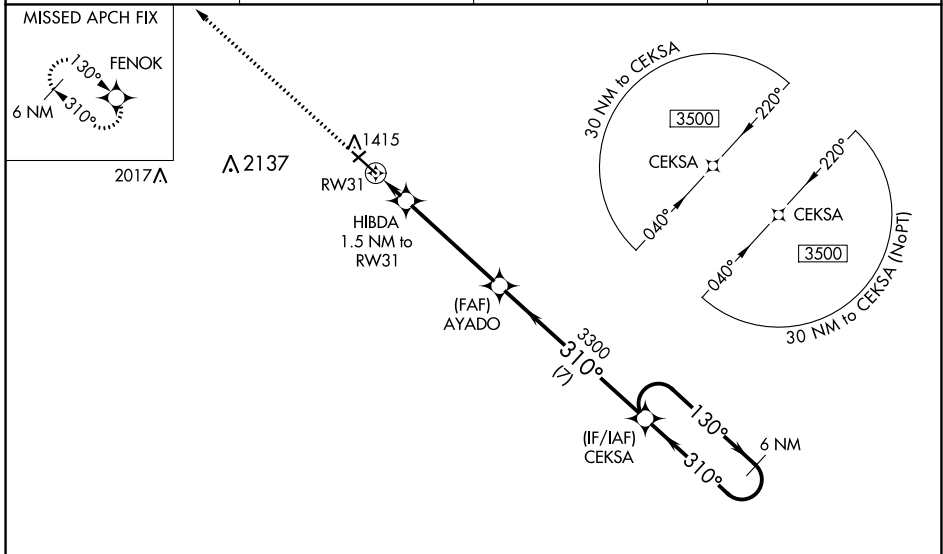 MISSED APCH FIX
FENOK
130°
310°
6 NM
2017
2137
1415
RW31
HIBDA
1.5 NM to
RW31
(FAF)
AYADO
3300
310°
(7)
(IF/IAF)
CEKSA
130°
310°
6 NM
30 NM to CEKSA
3500
220°
CEKSA
040°
220°
CEKSA
040°
3500
30 NM to CEKSA (NoPT)